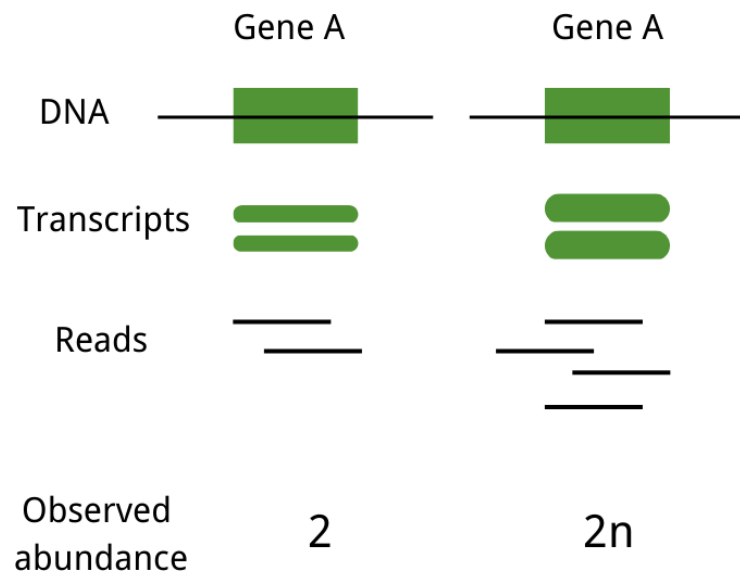 Gene A
Gene A
DNA
Transcripts
Reads
Observed
abundance
2
2n